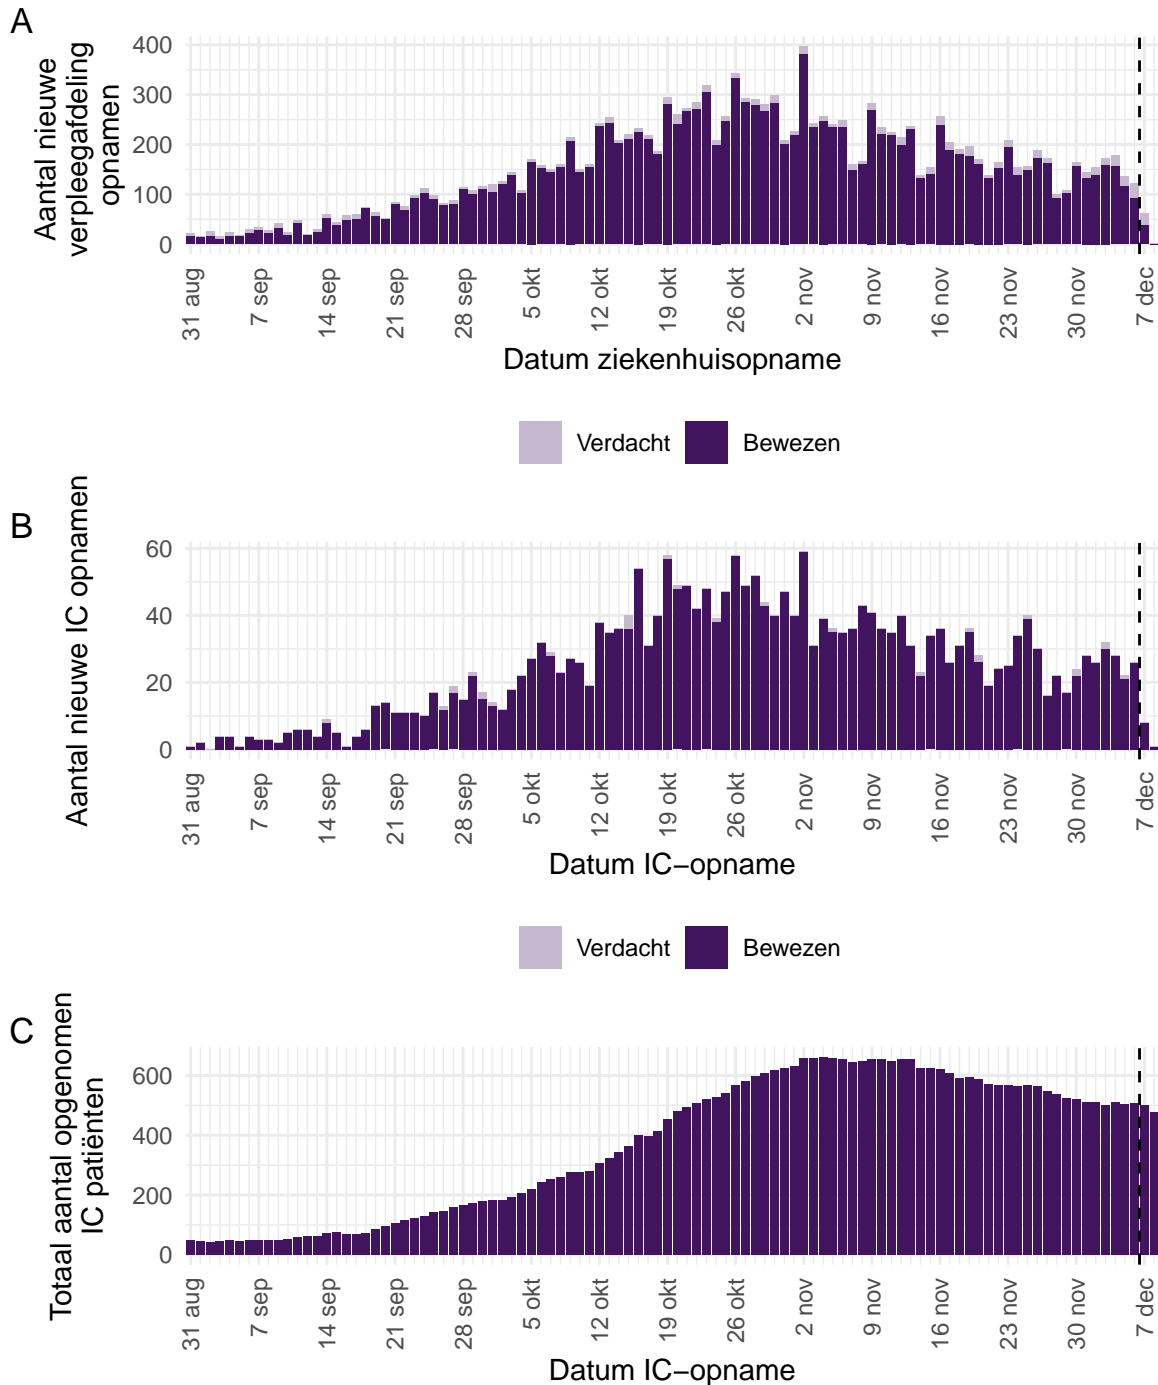 A
Aantal nieuwe
verpleegafdeling
opnamen
400
300
200
100
0
31 aug
7 sep
14 sep
21 sep
28 sep
5 okt
12 okt
19 okt
26 okt
2 nov
9 nov
16 nov
23 nov
30 nov
7 dec
Datum ziekenhuisopname
Verdacht
Bewezen
B
Aantal nieuwe IC opnamen
60
40
20
0
31 aug
7 sep
14 sep
21 sep
28 sep
5 okt
12 okt
19 okt
26 okt
2 nov
9 nov
16 nov
23 nov
30 nov
7 dec
Datum IC−opname
Verdacht
Bewezen
C
Totaal aantal opgenomen
IC patiënten
600
400
200
0
31 aug
7 sep
14 sep
21 sep
28 sep
5 okt
12 okt
19 okt
26 okt
2 nov
9 nov
16 nov
23 nov
30 nov
7 dec
Datum IC−opname